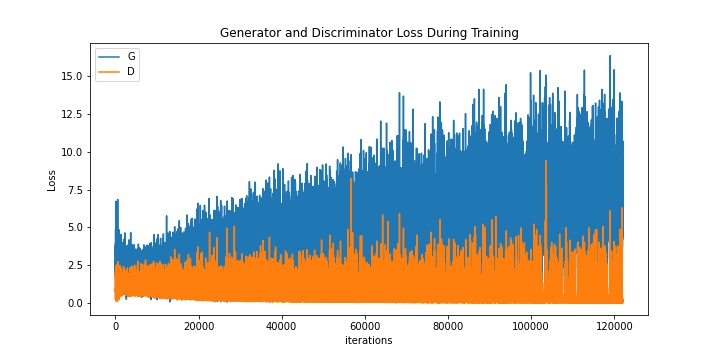 Generator and Discriminator Loss During Training
G
D
15.0
12.5
10.0
7.5
5.0
2.5
0.0
Loss
0
20000
40000
60000
80000
100000
120000
iterations